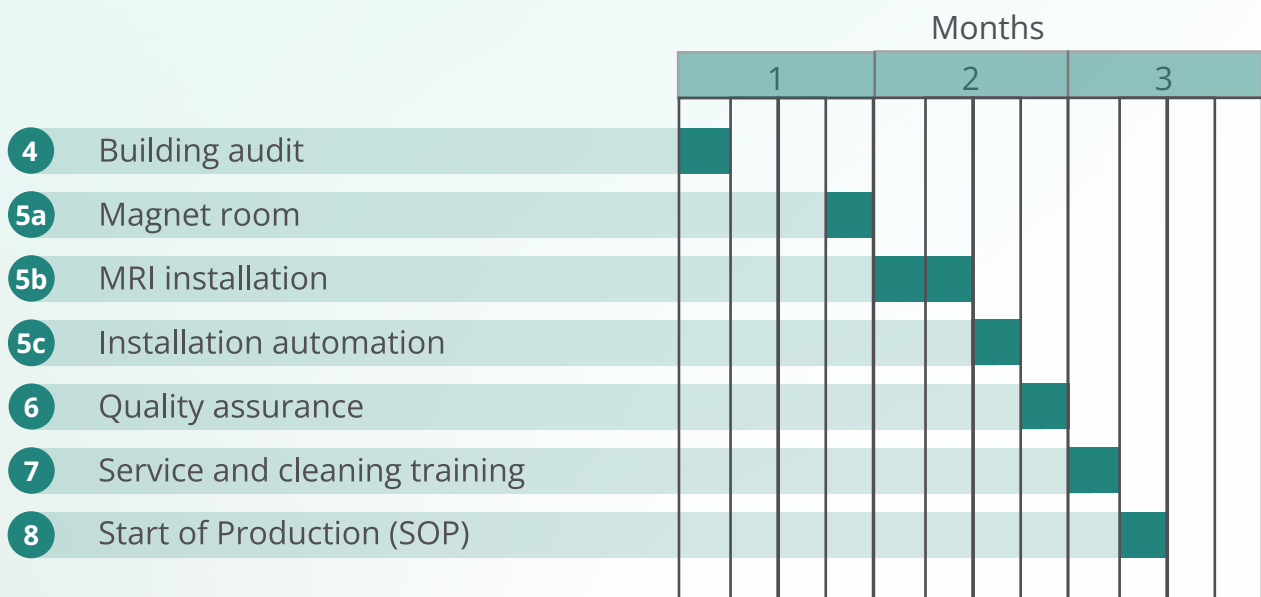 Months
1 2 3
4 Building audit
5a Magnet room
5b MRI installation
5c Installation automation
6 Quality assurance
7 Service and cleaning training
8 Start of Production (SOP)